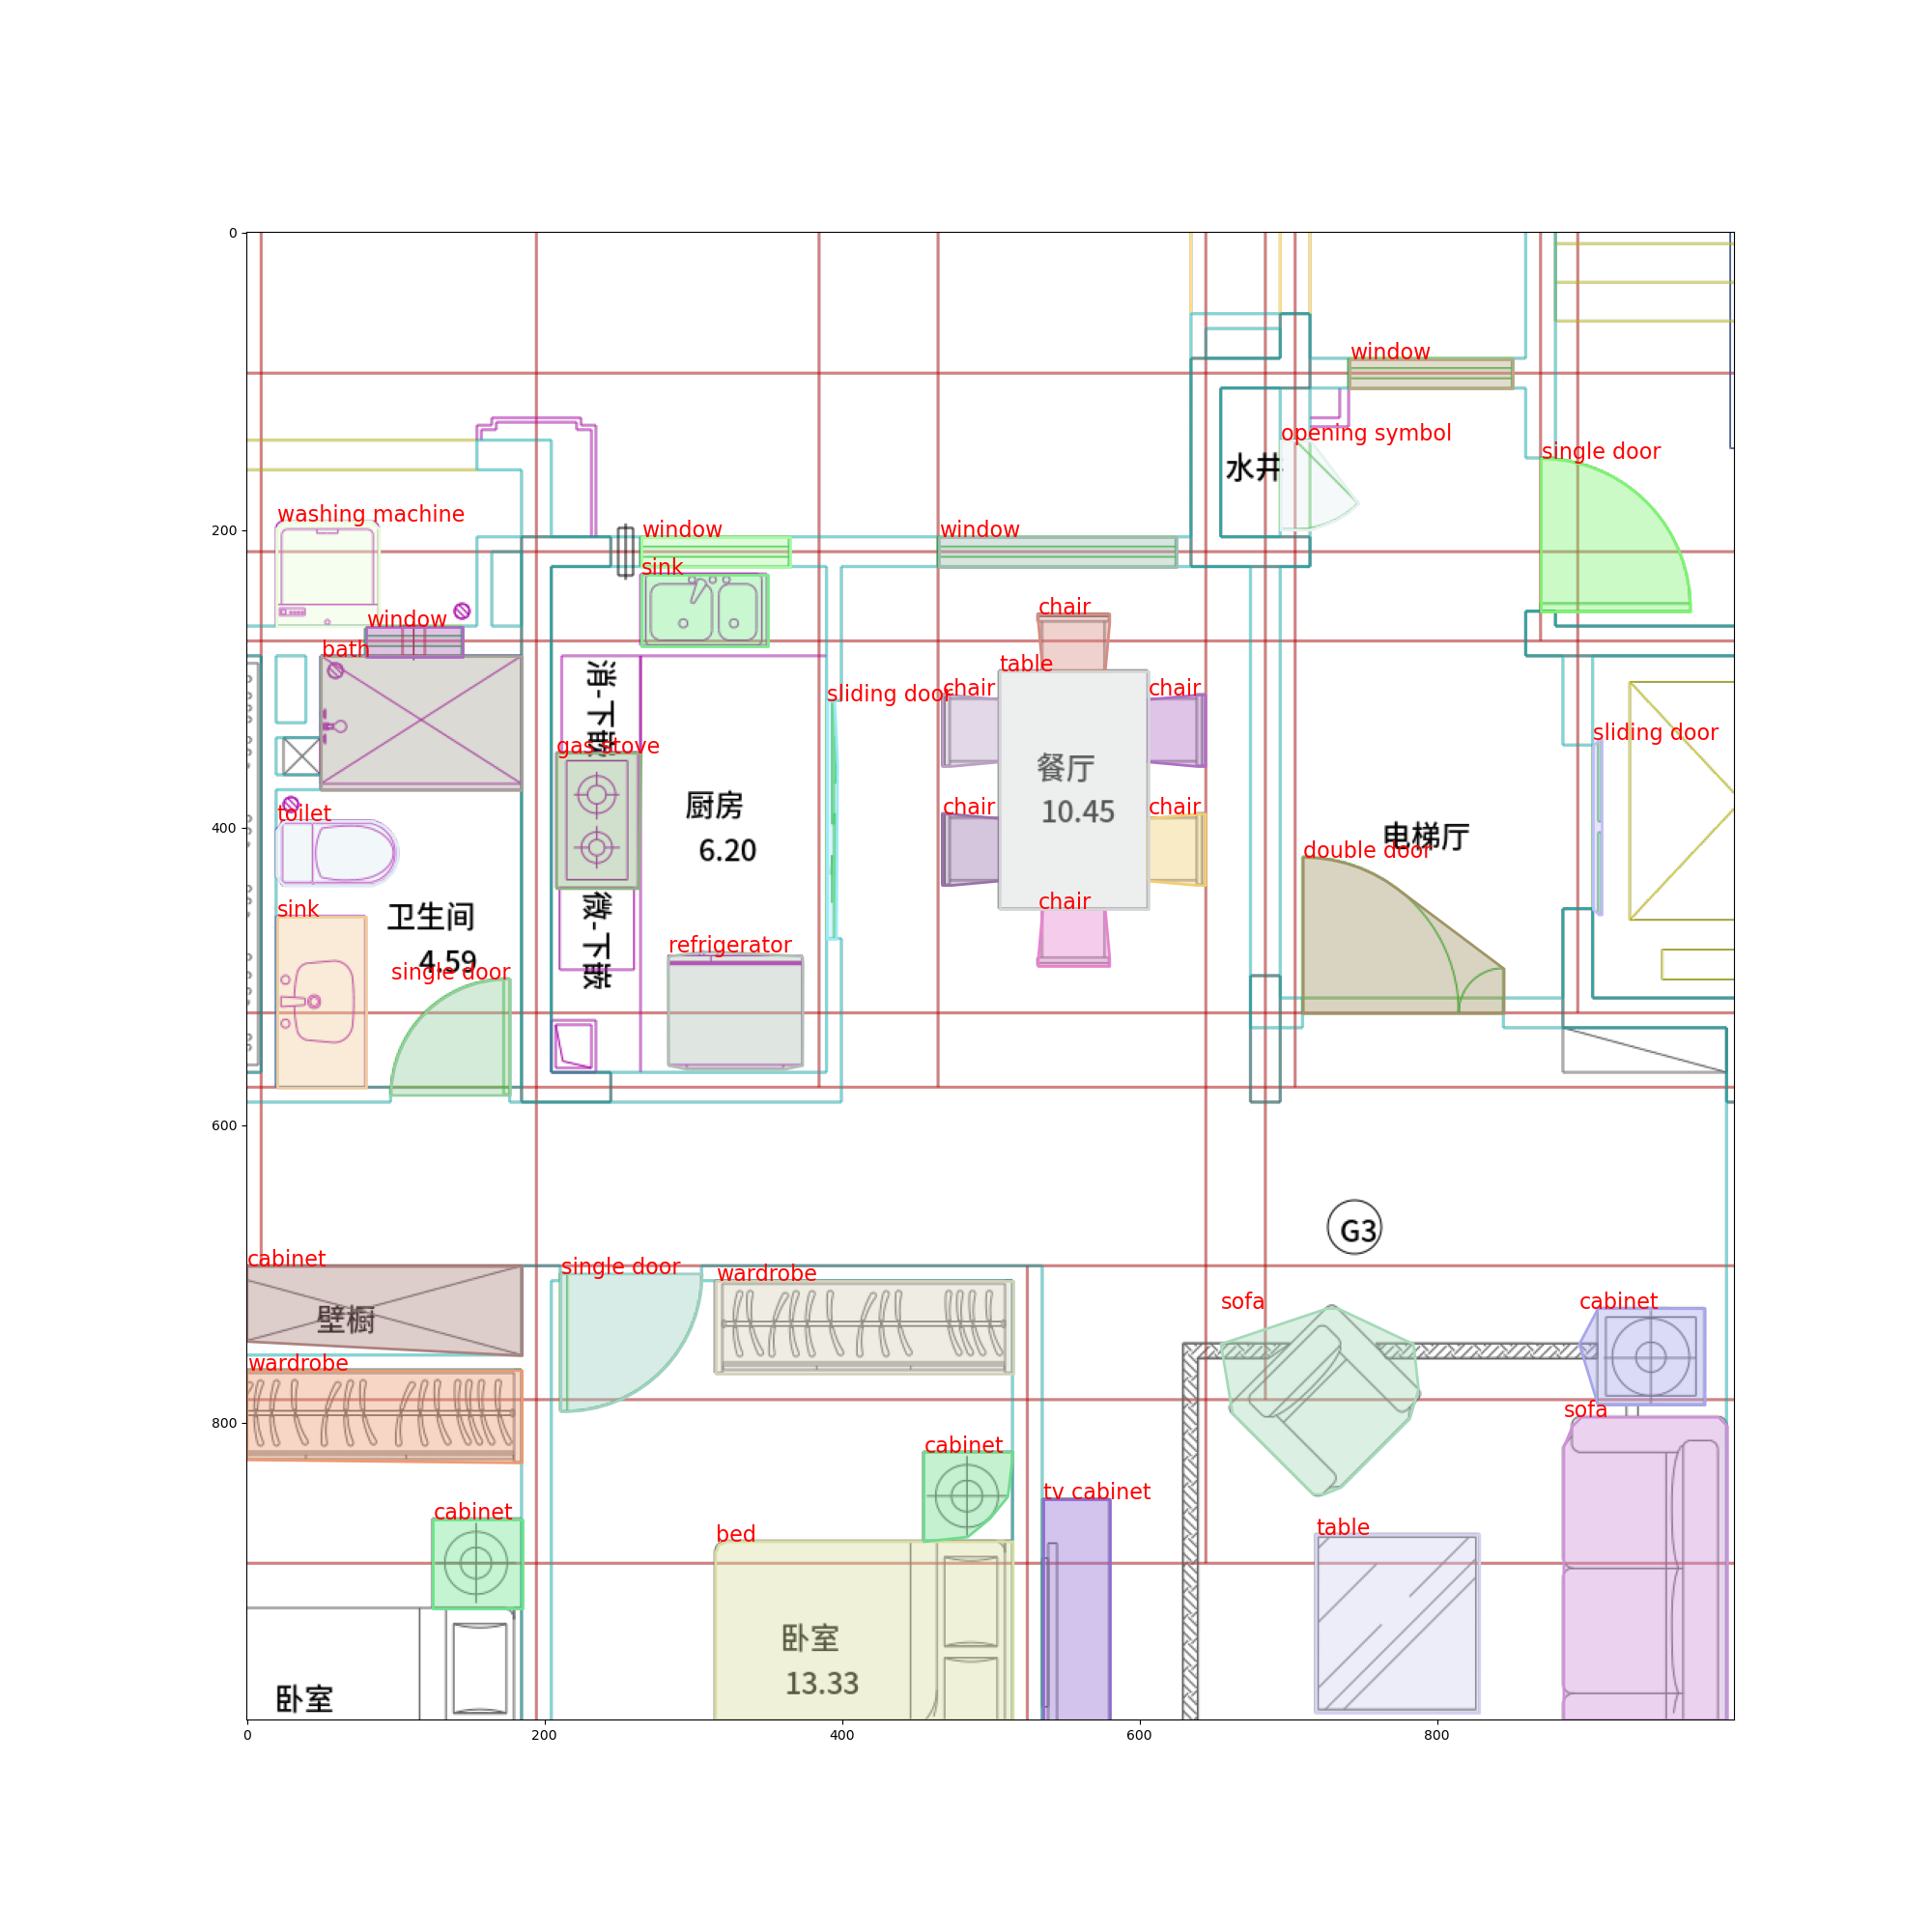 0
window
opening symbol
single door
水井
washing machine
200
window
window
sink
window
chair
bath
table
sliding door
chair
chair
消-下嵌
sliding door
gas stove
餐厅
10.45
厨房
6.20
chair
chair
toilet
400
电梯厅
double door
sink
chair
卫生间
4.59
微-下嵌
refrigerator
single door
600
G3
cabinet
single door
wardrobe
壁橱
sofa
cabinet
wardrobe
800
sofa
cabinet
tv cabinet
cabinet
bed
table
卧室
13.33
卧室
0
200
400
600
800